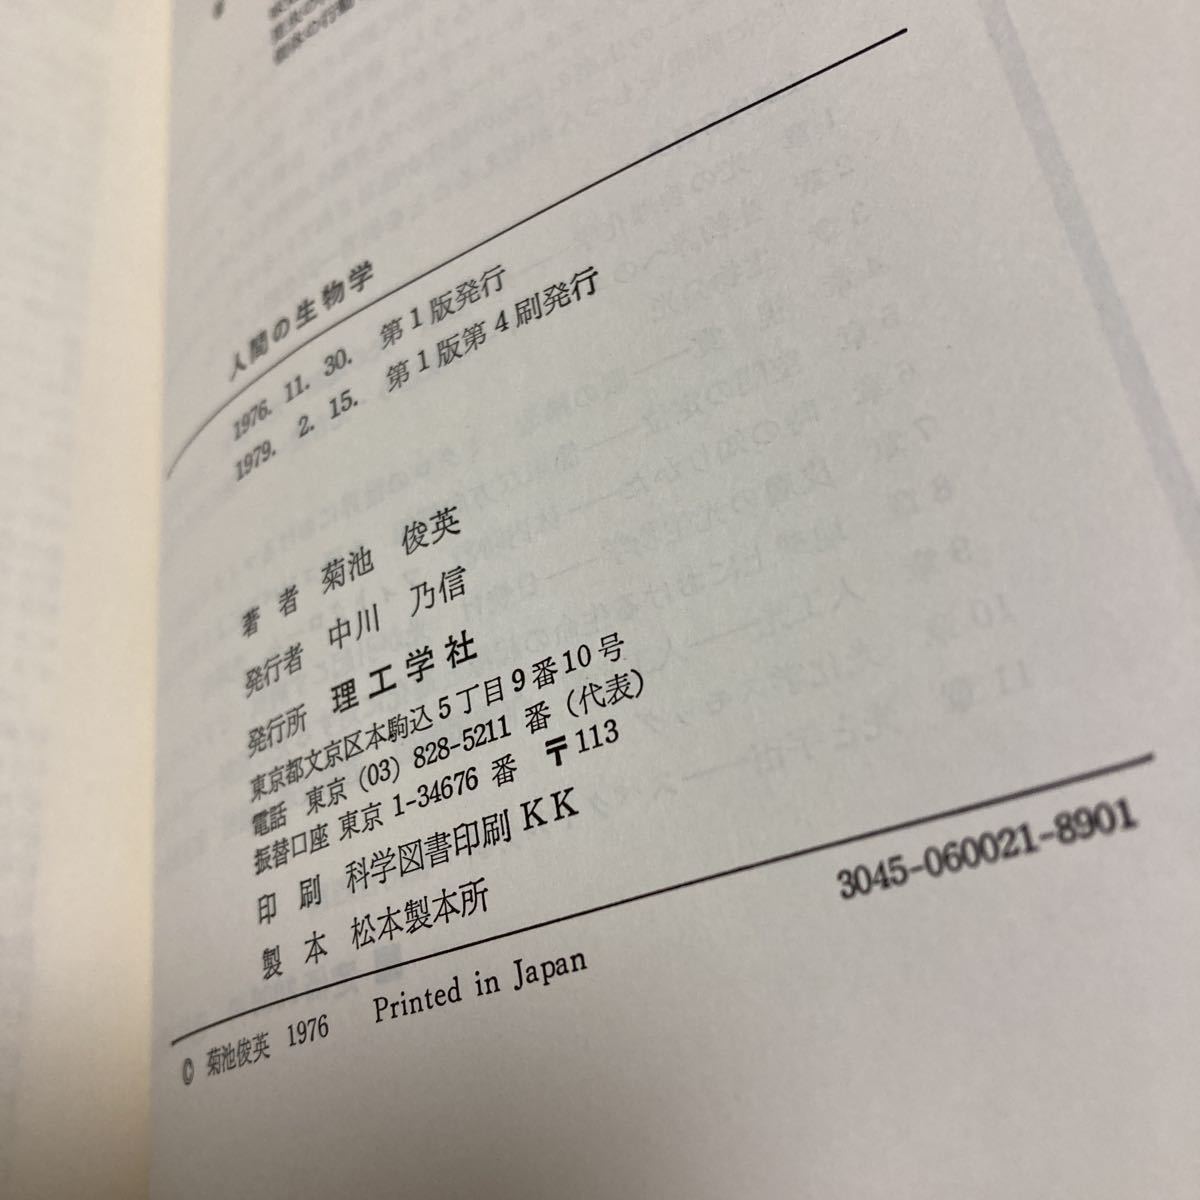 人間の生物学
1976. 11. 30. 第1版発行
1979. 2. 15. 第1版第4刷発行
著者 菊池 俊英
発行者 中川 乃信
発行所 理工学社
東京都文京区本駒込5丁目9番10号
電話 東京 (03) 828-5211 番 (代表)
振替口座 東京 1-34676 番 〒113
印刷 科学図書印刷KK
製本 松本製本所
3045-060021-8901
© 菊池俊英 1976 Printed in Japan